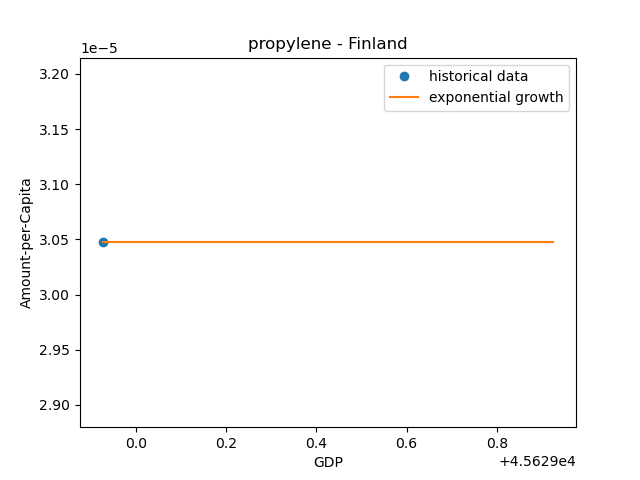 propylene - Finland
1e−5
3.20
3.15
3.10
3.05
3.00
2.95
2.90
Amount-per-Capita
historical data
exponential growth
0.0 0.2 0.4 0.6 0.8
GDP
+4.5629e4